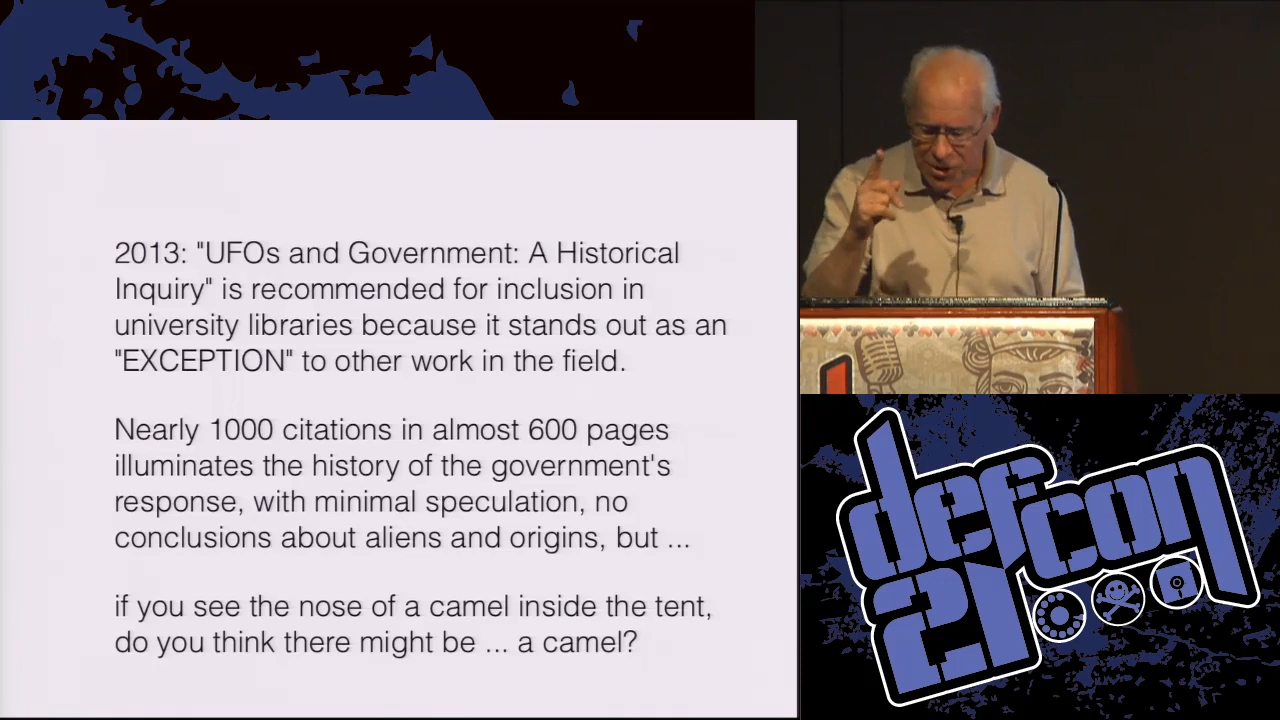 2013: "UFOs and Government: A Historical
Inquiry" is recommended for inclusion in
university libraries because it stands out as an
"EXCEPTION" to other work in the field.
Nearly 1000 citations in almost 600 pages
illuminates the history of the government's
response, with minimal speculation, no
conclusions about aliens and origins, but ...
if you see the nose of a camel inside the tent,
do you think there might be ... a camel?
defcon
21